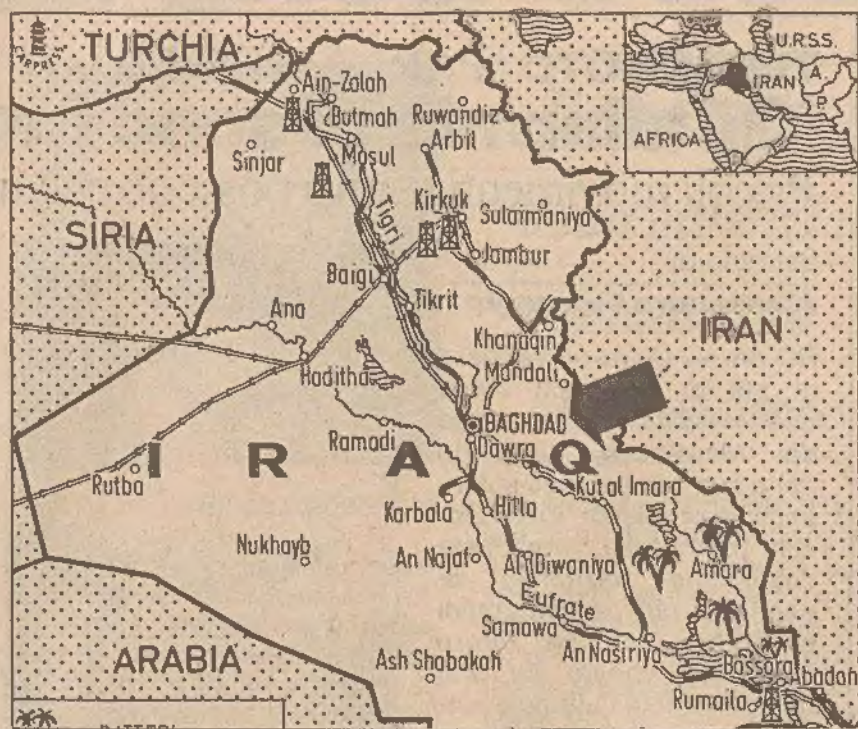 CARPRESS
TURCHIA
U.R.S.S.
T.
IRAN
A.
P.
AFRICA
Ain-Zalah
Butmah
Ruwandiz
Arbil
Sinjar
Mosul
Kirkuk
Sulaimaniya
Tigri
SIRIA
Jambur
Baigi
Ana
Tikrit
IRAN
Khanaqin
Haditha
Mandali
BAGHDAD
Ramadi
Dawra
I R A Q
Rutba
Kut al Imara
Karbala
Hilla
Nukhayb
An Najaf
Al Diwaniya
Amara
Eufrate
Samawa
An Nasiriya
ARABIA
Ash Shabakah
Bassora
Abadan
Rumaila
DATTERI